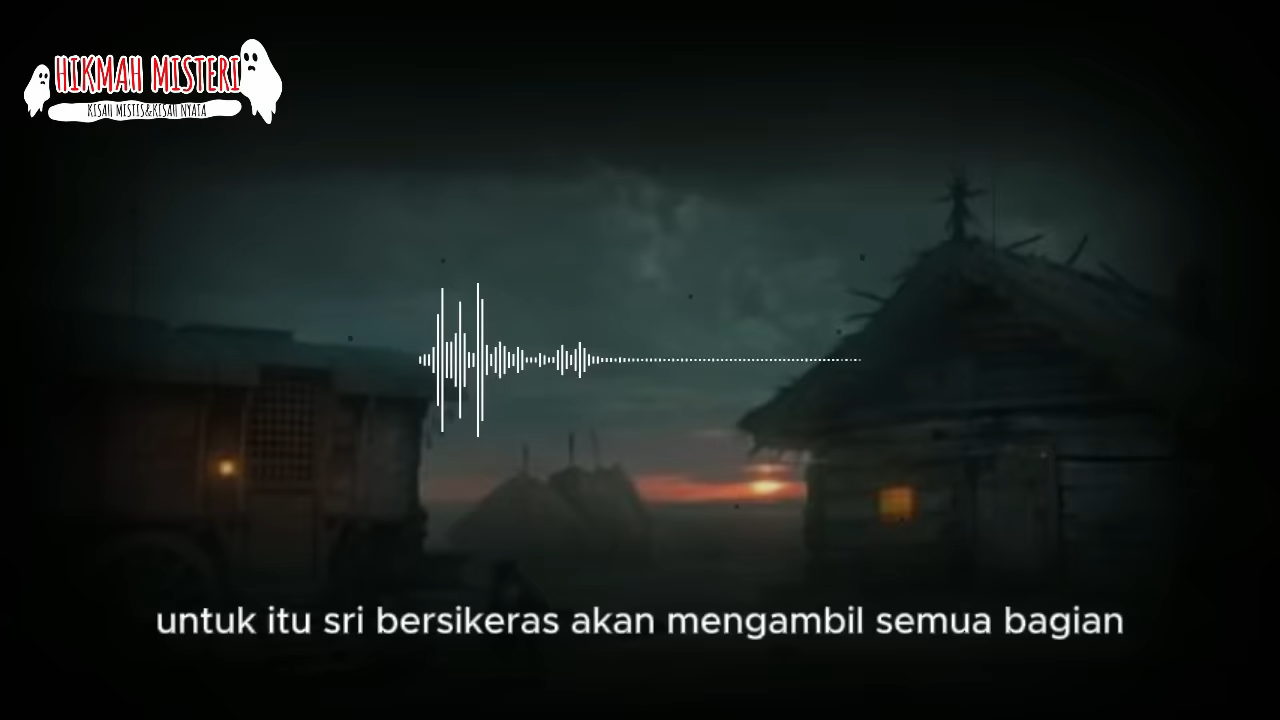 HIKMAH MISTERI
KISAH MISTIS&KISAH NYATA
untuk itu sri bersikeras akan mengambil semua bagian